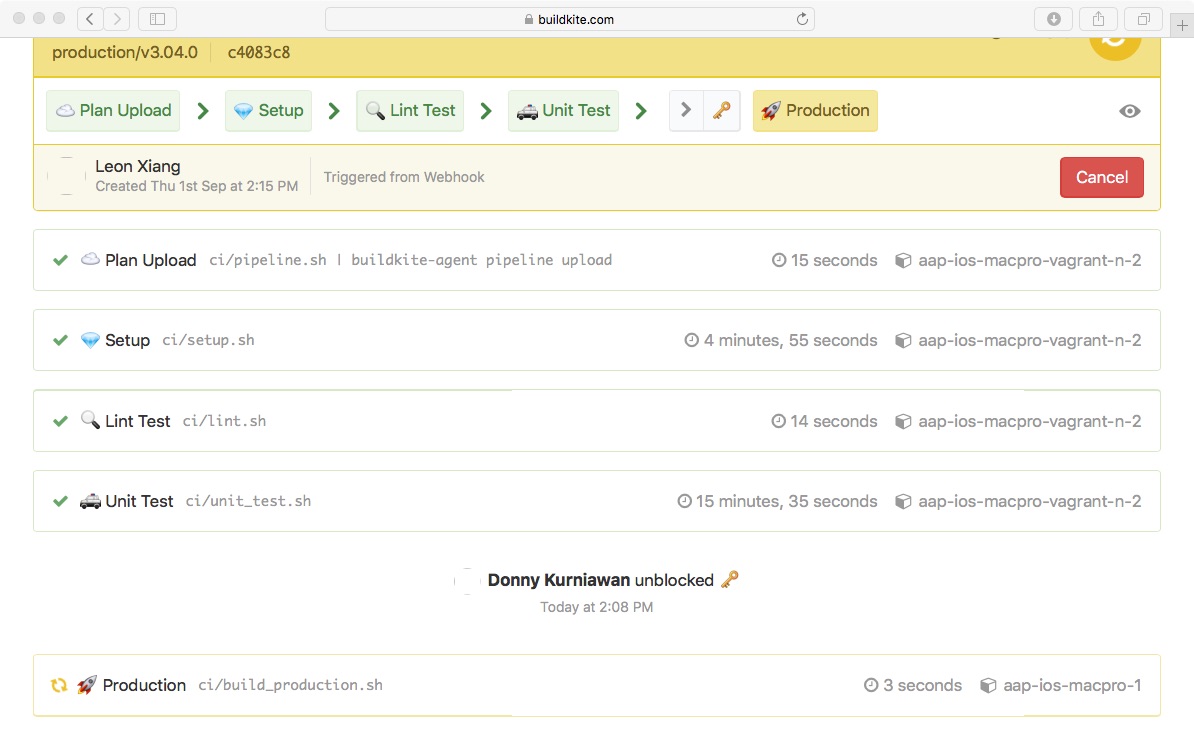 buildkite.com
production/v3.04.0 c4083c8
Plan Upload Setup Lint Test Unit Test Production
Leon Xiang
Created Thu 1st Sep at 2:15 PM
Triggered from Webhook
Cancel
Plan Upload ci/pipeline.sh | buildkite-agent pipeline upload 15 seconds aap-ios-macpro-vagrant-n-2
Setup ci/setup.sh 4 minutes, 55 seconds aap-ios-macpro-vagrant-n-2
Lint Test ci/lint.sh 14 seconds aap-ios-macpro-vagrant-n-2
Unit Test ci/unit_test.sh 15 minutes, 35 seconds aap-ios-macpro-vagrant-n-2
Donny Kurniawan unblocked
Today at 2:08 PM
Production ci/build_production.sh 3 seconds aap-ios-macpro-1